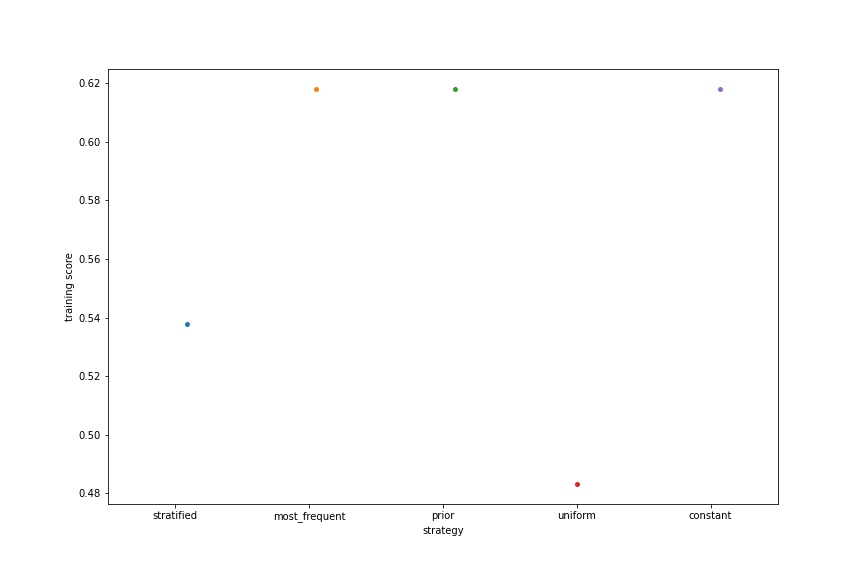 0.62
0.60
0.58
0.56
0.54
0.52
0.50
0.48
training score
stratified most_frequent prior uniform constant
strategy